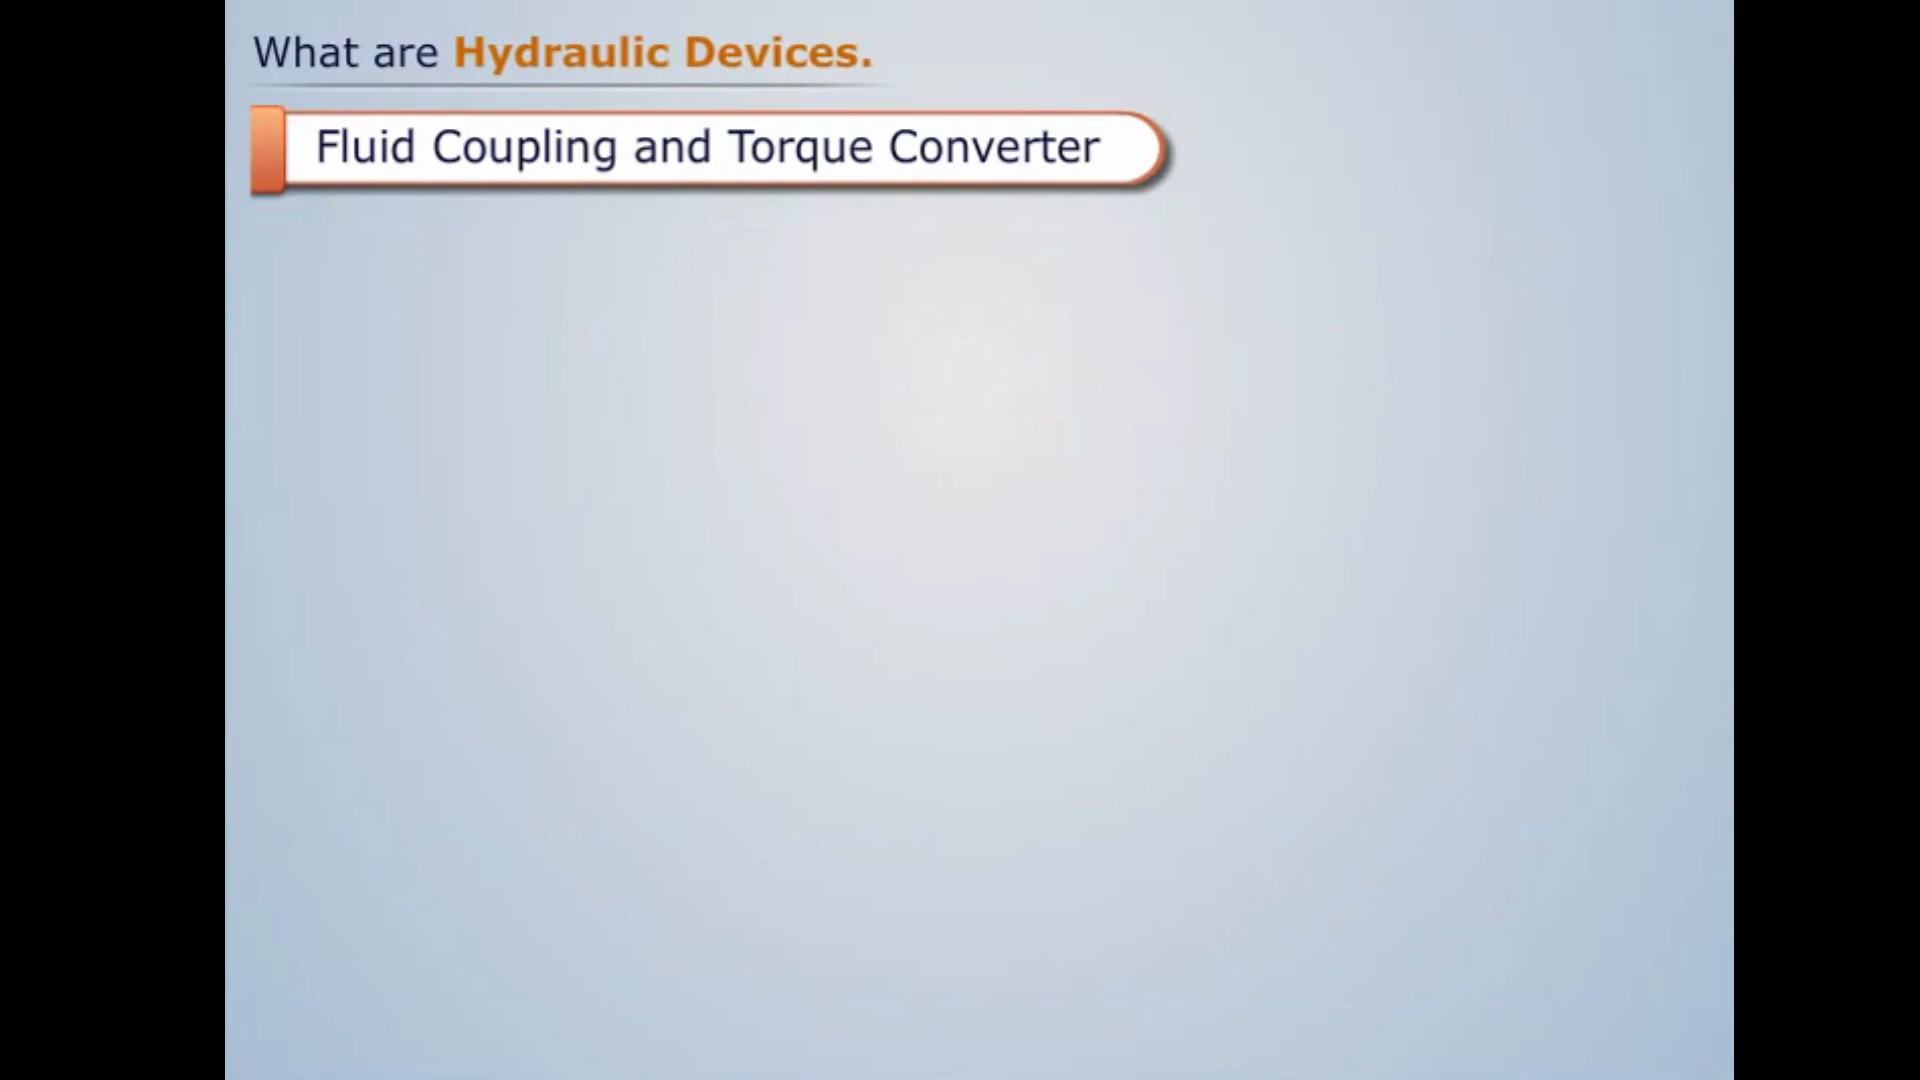 What are Hydraulic Devices.
Fluid Coupling and Torque Converter